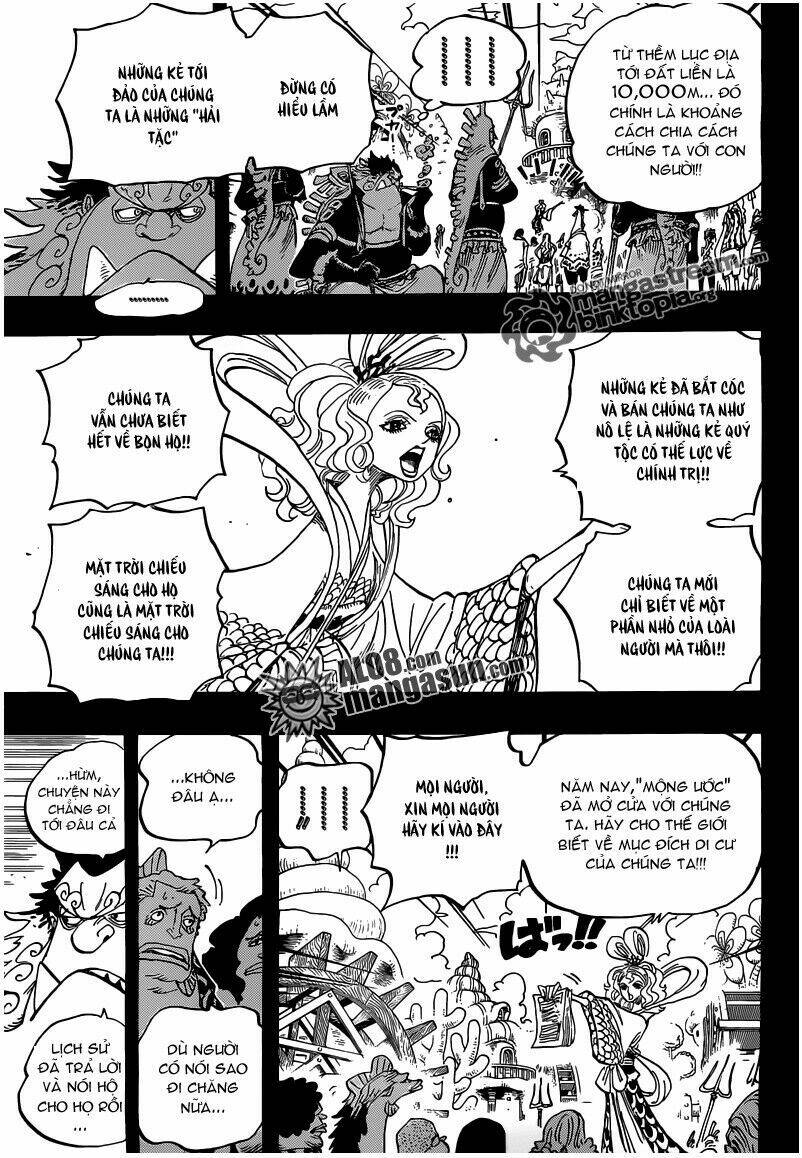 TỪ THỀM LỤC ĐỊA
TỚI ĐẤT LIỀN LÀ
10,000M... ĐÓ
CHÍNH LÀ KHOẢNG
CÁCH CHIA CÁCH
CHÚNG TA VỚI CON
NGƯỜI!!
ĐỪNG CÓ
HIỂU LẦM
NHỮNG KẺ TỚI
ĐẢO CỦA CHÚNG
TA LÀ NHỮNG "HẢI
TẶC"
mangastream.com
binktopia.org
NHỮNG KẺ ĐÃ BẮT CÓC
VÀ BÁN CHÚNG TA NHƯ
NÔ LỆ LÀ NHỮNG KẺ QUÝ
TỘC CÓ THẾ LỰC VỀ
CHÍNH TRỊ!!
CHÚNG TA MỚI
CHỈ BIẾT VỀ MỘT
PHẦN NHỎ CỦA LOÀI
NGƯỜI MÀ THÔI!!
CHÚNG TA
VẪN CHƯA BIẾT
HẾT VỀ BỌN HỌ!!
MẶT TRỜI CHIẾU
SÁNG CHO HỌ
CŨNG LÀ MẶT TRỜI
CHIẾU SÁNG CHO
CHÚNG TA!!!
ALO8.com
mangasun.com
NĂM NAY,"MỘNG ƯỚC"
ĐÃ MỞ CỬA VỚI CHÚNG
TA. HÃY CHO THẾ GIỚI
BIẾT VỀ MỤC ĐÍCH DI CƯ
CỦA CHÚNG TA!!!
MỌI NGƯỜI,
XIN MỌI NGƯỜI
HÃY KÍ VÀO ĐÂY
!!!
ばっ!!
...KHÔNG
ĐÂU Ạ...
DÙ NGƯỜI
CÓ NÓI SAO
ĐI CHĂNG
NỮA...
...HỪM,
CHUYỆN NÀY
CHẲNG ĐI
TỚI ĐÂU CẢ
LỊCH SỬ
ĐÃ TRẢ LỜI
VÀ NÓI HỘ
CHO HỌ RỒI
...